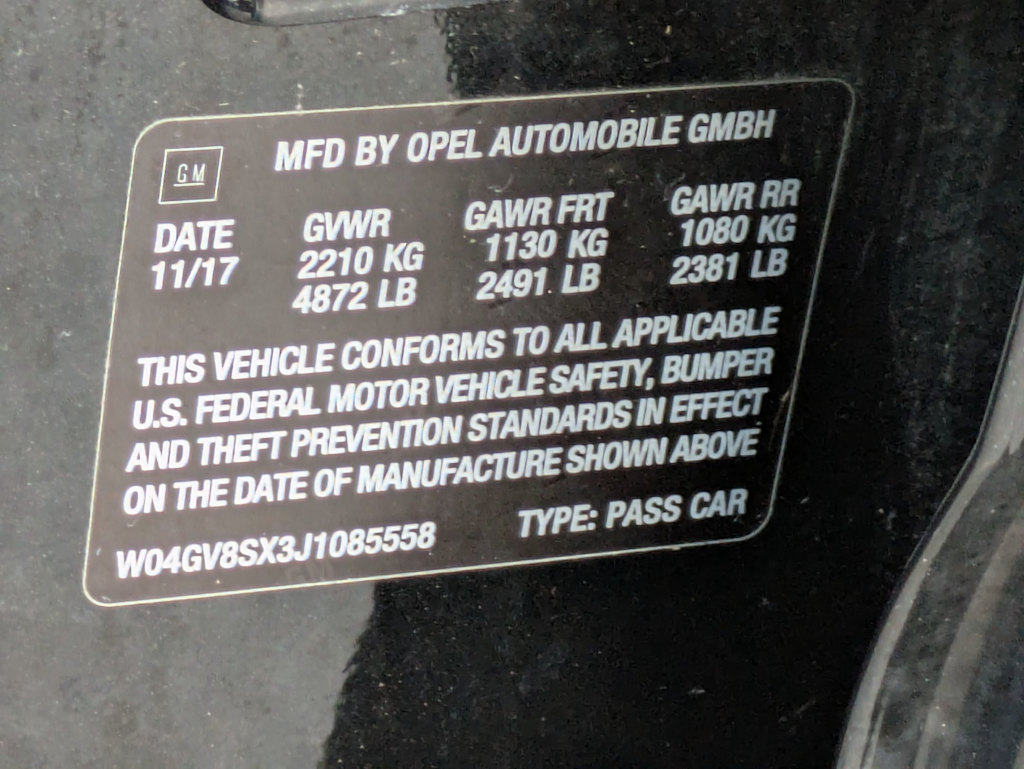 GM
MFD BY OPEL AUTOMOBILE GMBH
DATE GVWR GAWR FRT GAWR RR
11/17 2210 KG 1130 KG 1080 KG
4872 LB 2491 LB 2381 LB
THIS VEHICLE CONFORMS TO ALL APPLICABLE
U.S. FEDERAL MOTOR VEHICLE SAFETY, BUMPER
AND THEFT PREVENTION STANDARDS IN EFFECT
ON THE DATE OF MANUFACTURE SHOWN ABOVE
W04GV8SX3J1085558 TYPE: PASS CAR